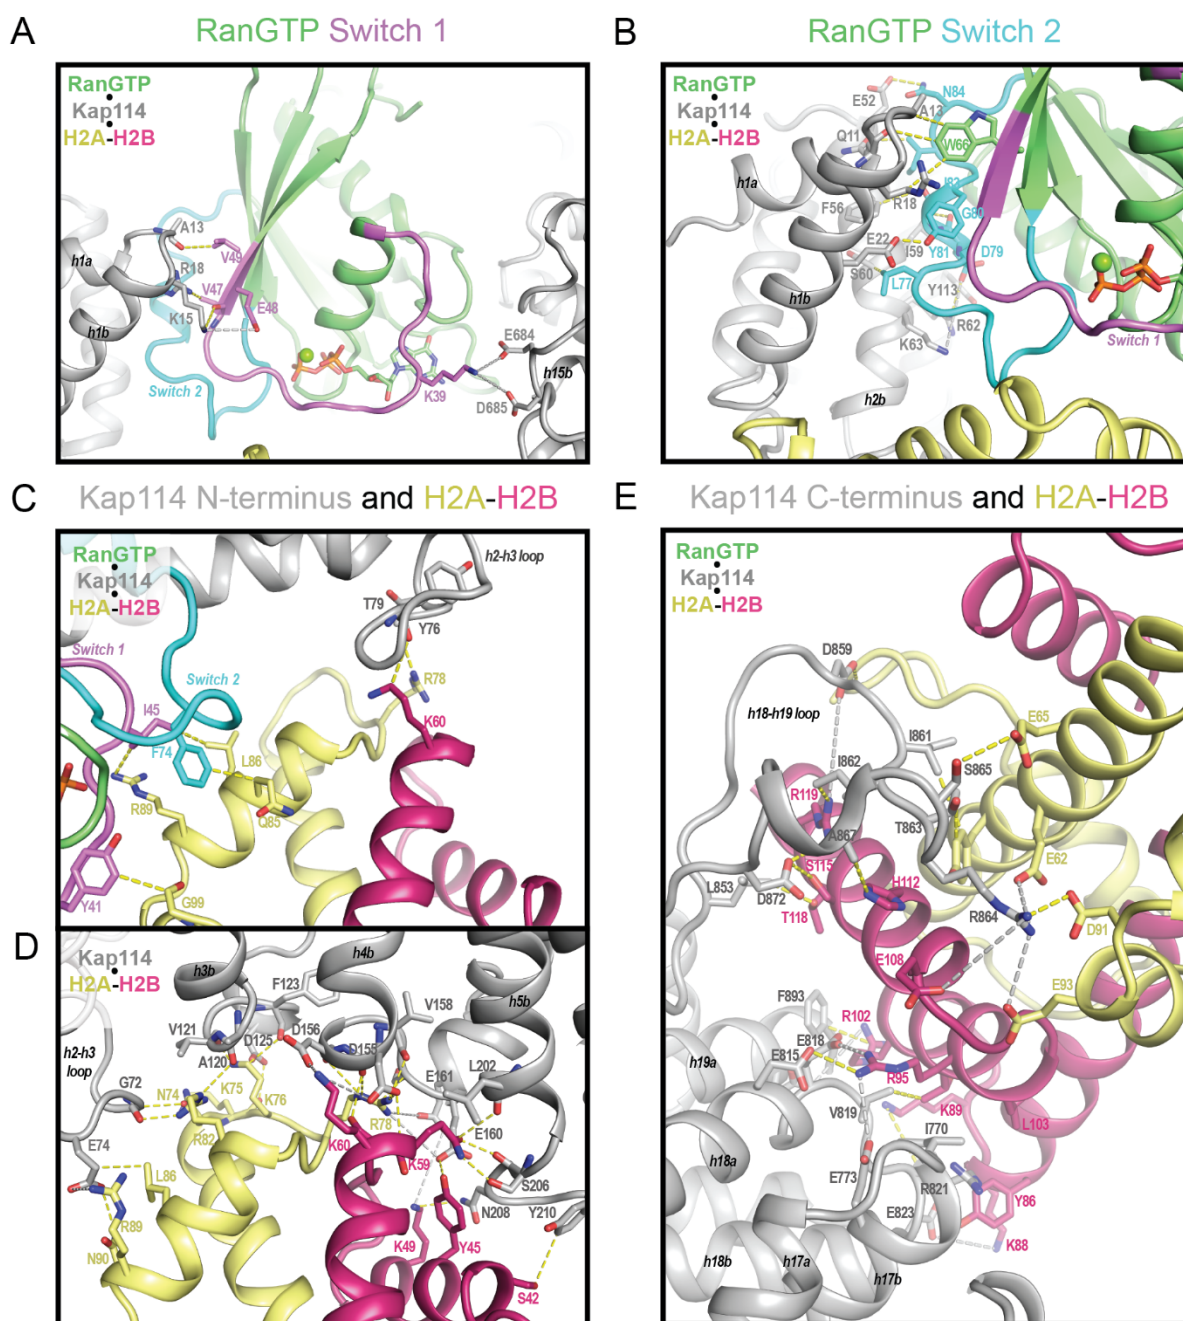 A
RanGTP Switch 1
RanGTP
Kap114
H2A-H2B
h1a
h1b
A13
R18
K15
V49
V47
E48
Switch 2
K39
E684
D685
h15b
B
RanGTP Switch 2
RanGTP
Kap114
H2A-H2B
E52
N84
A13
Q11
W66
h1a
I82
R18
F56
G80
E22
I59
Y81
D79
S60
L77
Y113
h1b
R62
K63
Switch 1
h2b
C
Kap114 N-terminus and H2A-H2B
RanGTP
Kap114
H2A-H2B
h2-h3 loop
T79
Y76
Switch 1
Switch 2
R78
I45
K60
F74
L86
R89
Q85
Y41
G99
D
Kap114
H2A-H2B
h3b
h4b
h5b
F123
V158
V121
D125
D156
D155
A120
h2-h3
loop
G72
N74
K75
K76
E161
L202
R78
E160
R82
K60
K59
E74
L86
S206
N208
Y210
R89
N90
K49
Y45
S42
E
Kap114 C-terminus and H2A-H2B
RanGTP
Kap114
H2A-H2B
D859
h18-h19 loop
E65
I861
S865
I862
R119
T863
A867
S115
E62
L853
D872
H112
T118
R864
D91
E108
E93
F893
R102
E818
E815
h19a
R95
K89
V819
L103
I770
h18a
E773
R821
Y86
E823
K88
h18b
h17a
h17b